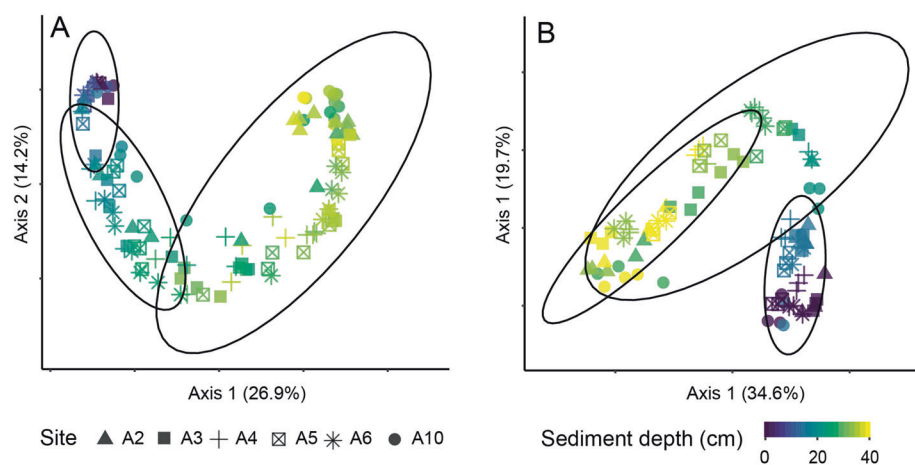 A
B
Axis 2 (14.2%)
Axis 1 (19.7%)
Axis 1 (26.9%)
Axis 1 (34.6%)
Site A2 A3 A4 A5 A6 A10
Sediment depth (cm)
0 20 40